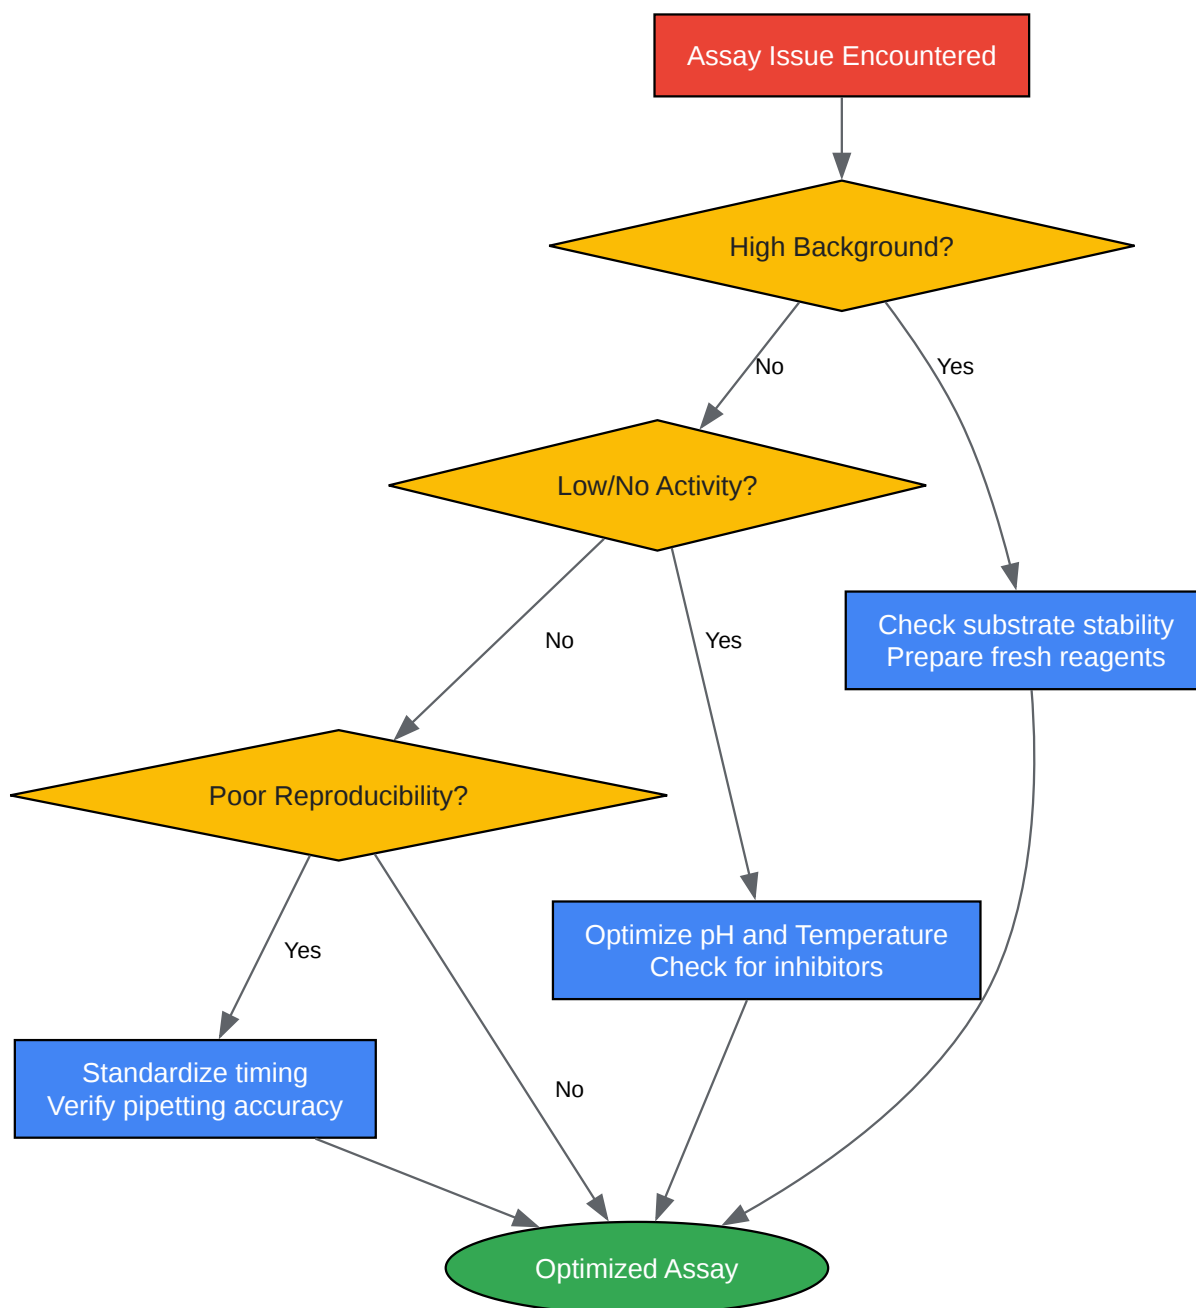 Assay Issue Encountered
High Background?
No
Yes
Low/No Activity?
Check substrate stability
Prepare fresh reagents
No
Yes
Poor Reproducibility?
Optimize pH and Temperature
Check for inhibitors
Yes
Standardize timing
Verify pipetting accuracy
No
Optimized Assay